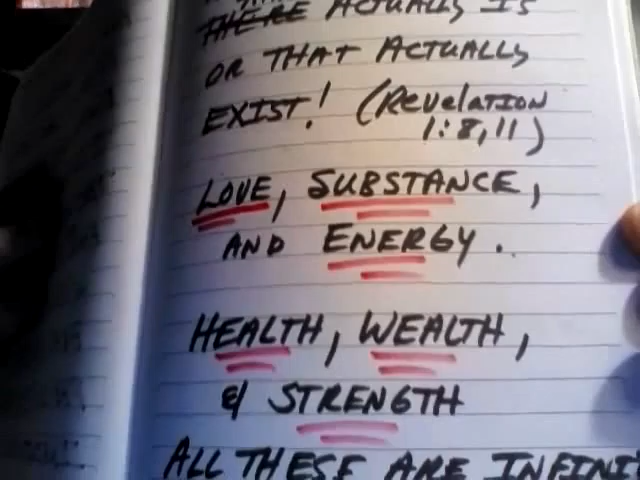 THERE ACTUALLY IS
OR THAT ACTUALLY
EXIST! (REVELATION
1:8,11)
LOVE, SUBSTANCE,
AND ENERGY.
HEALTH, WEALTH,
& STRENGTH
ALL THESE ARE